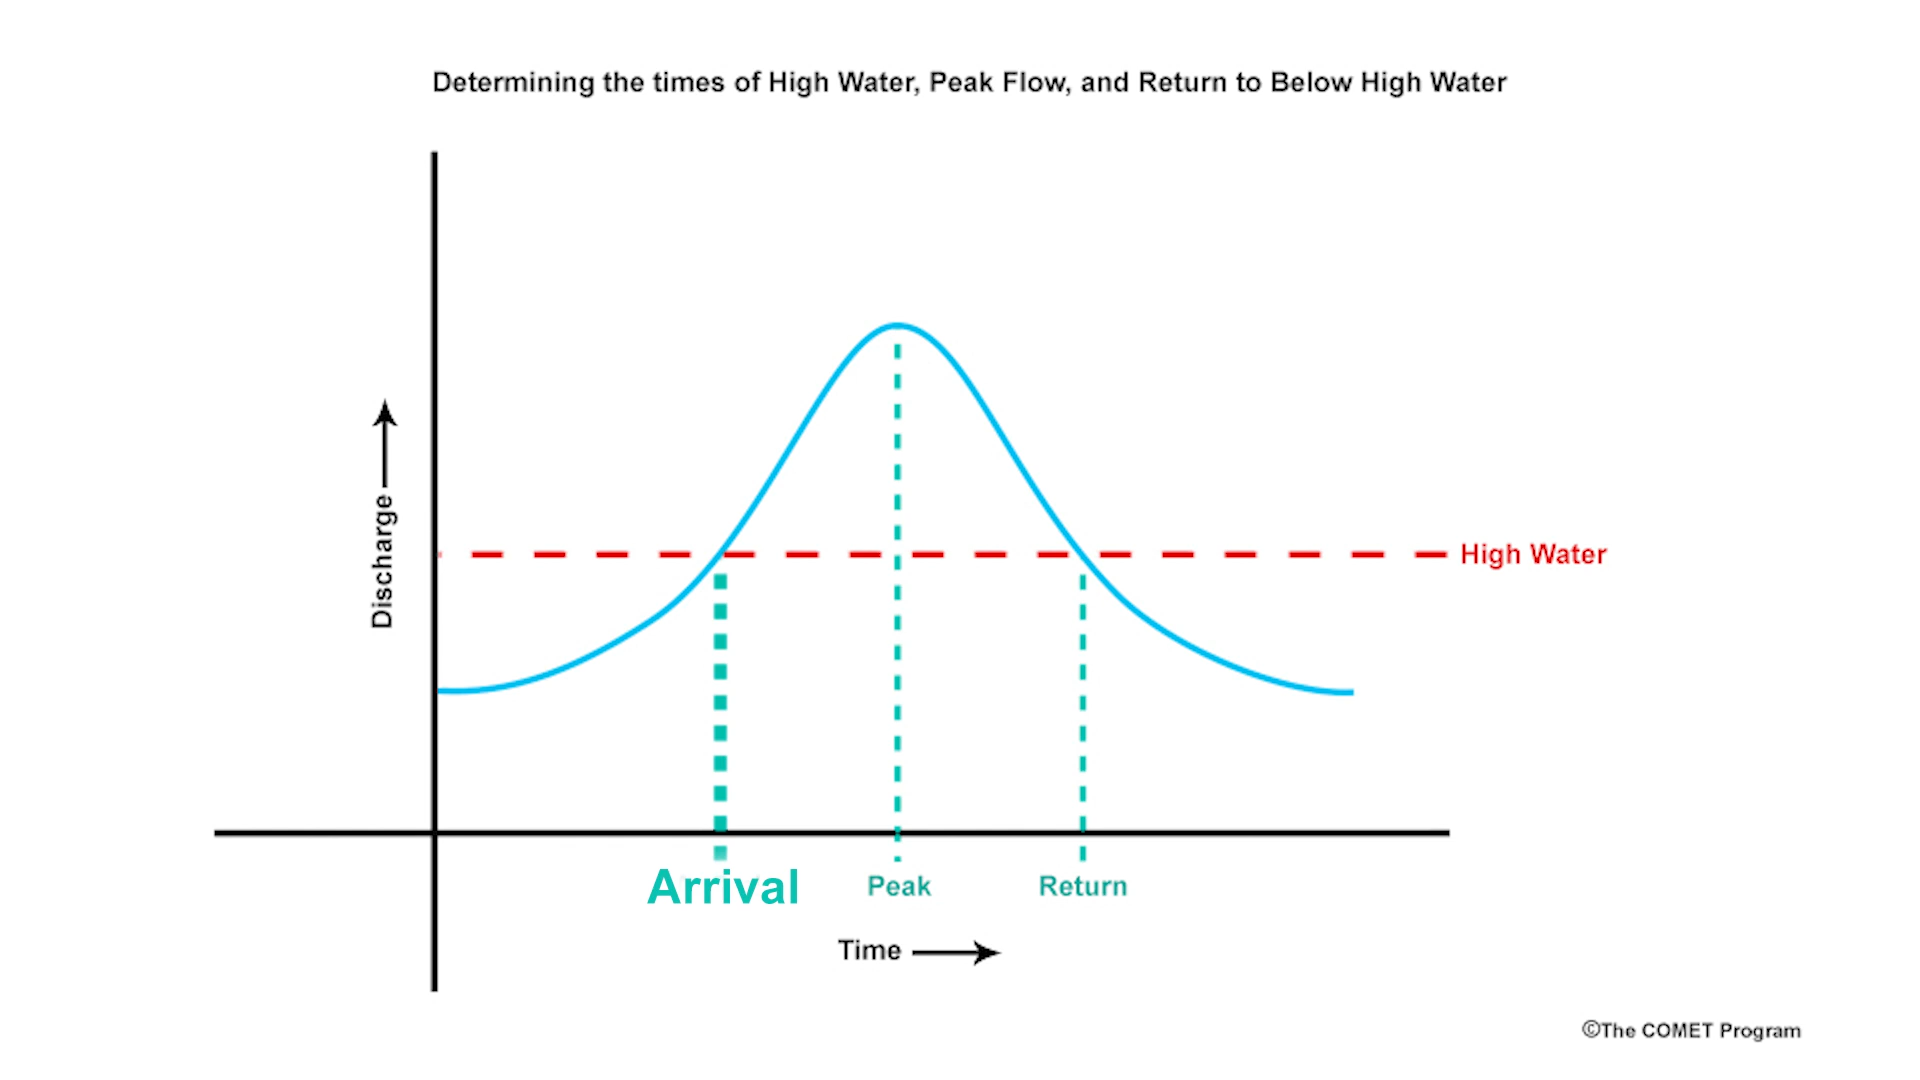 Determining the times of High Water, Peak Flow, and Return to Below High Water
Discharge
High Water
Arrival
Peak
Return
Time
©The COMET Program